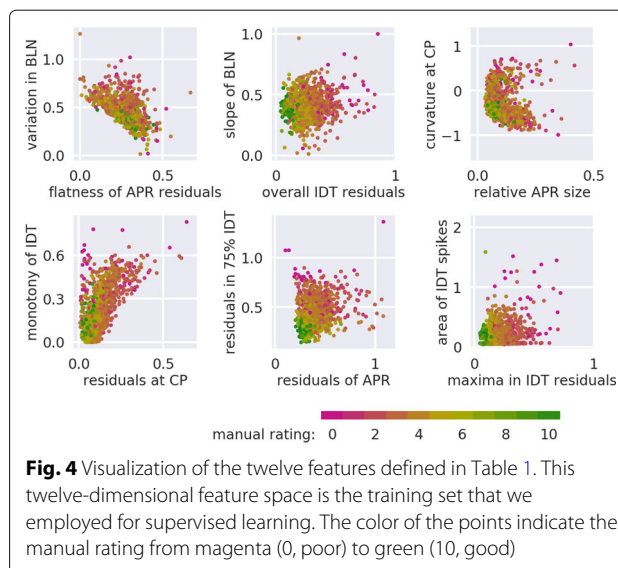 variation in BLN
1.0
0.5
0.0
0.0
0.5
flatness of APR residuals
slope of BLN
1.0
0.5
0.0
0
1
overall IDT residuals
curvature at CP
1
0
−1
0.0
0.5
relative APR size
monotony of IDT
0.6
0.3
0.0
0.0
0.5
residuals at CP
residuals in 75% IDT
1.0
0.5
0
1
residuals of APR
area of IDT spikes
2
1
0
0
1
maxima in IDT residuals
manual rating: 0 2 4 6 8 10
Fig. 4 Visualization of the twelve features defined in Table 1. This
twelve-dimensional feature space is the training set that we
employed for supervised learning. The color of the points indicate the
manual rating from magenta (0, poor) to green (10, good)